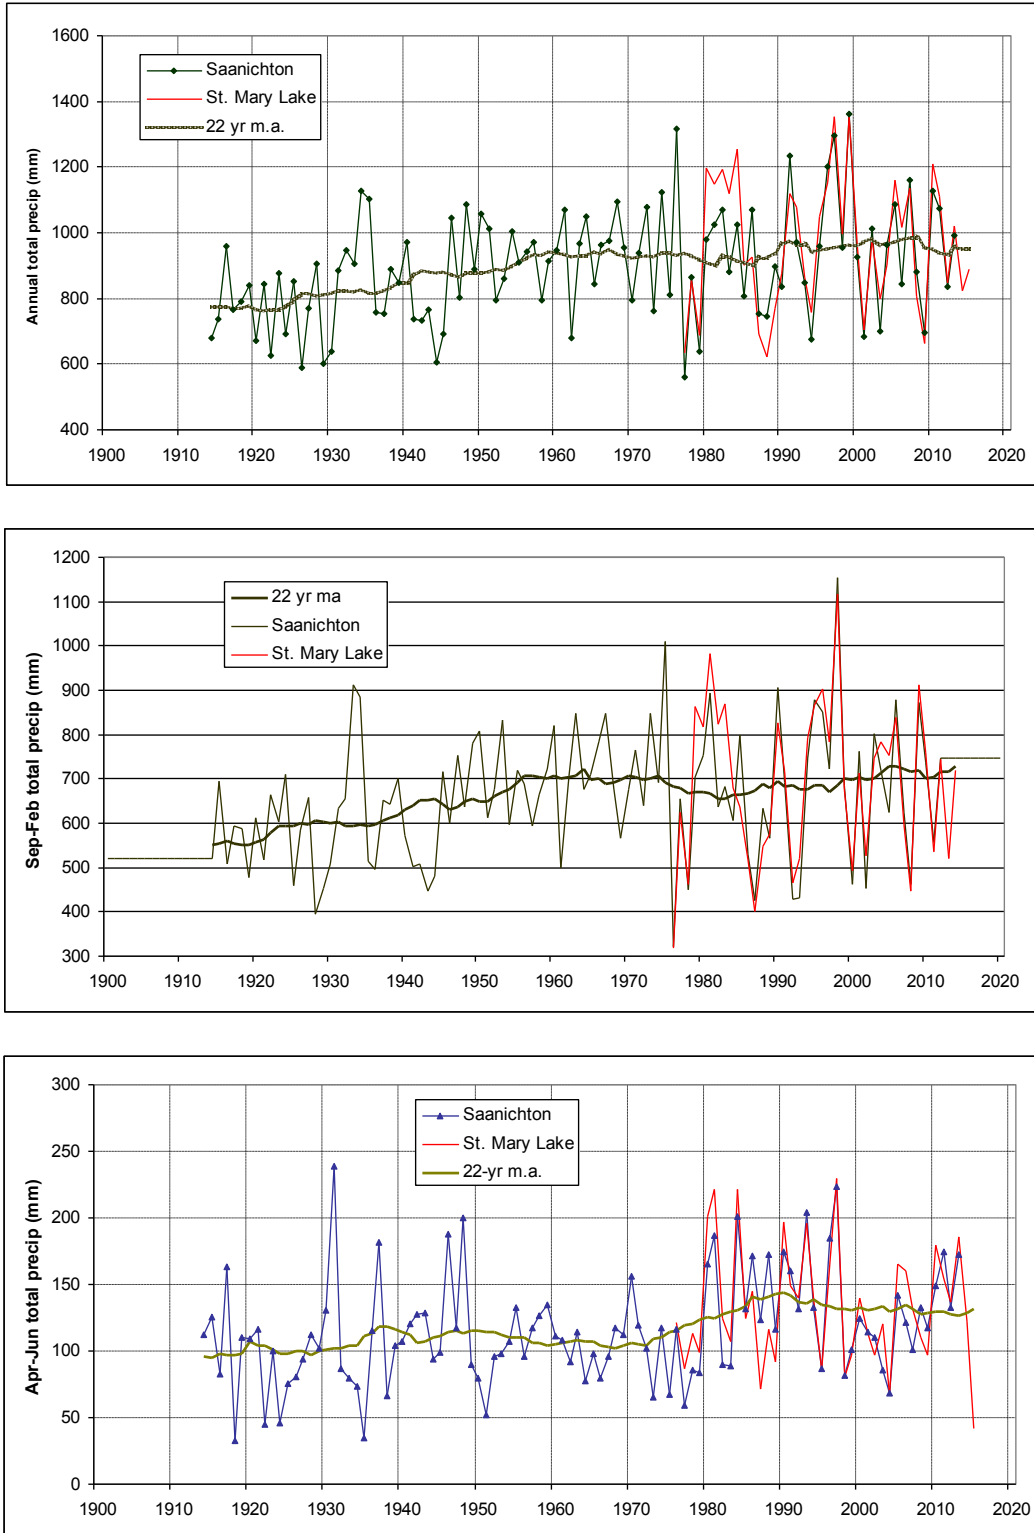 1600
1400
1200
1000
800
600
400
Annual total precip (mm)
Saanichton
St. Mary Lake
22 yr m.a.
1900 1910 1920 1930 1940 1950 1960 1970 1980 1990 2000 2010 2020
1200
1100
1000
900
800
700
600
500
400
300
Sep-Feb total precip (mm)
22 yr ma
Saanichton
St. Mary Lake
1900 1910 1920 1930 1940 1950 1960 1970 1980 1990 2000 2010 2020
300
250
200
150
100
50
0
Apr-Jun total precip (mm)
Saanichton
St. Mary Lake
22-yr m.a.
1900 1910 1920 1930 1940 1950 1960 1970 1980 1990 2000 2010 2020